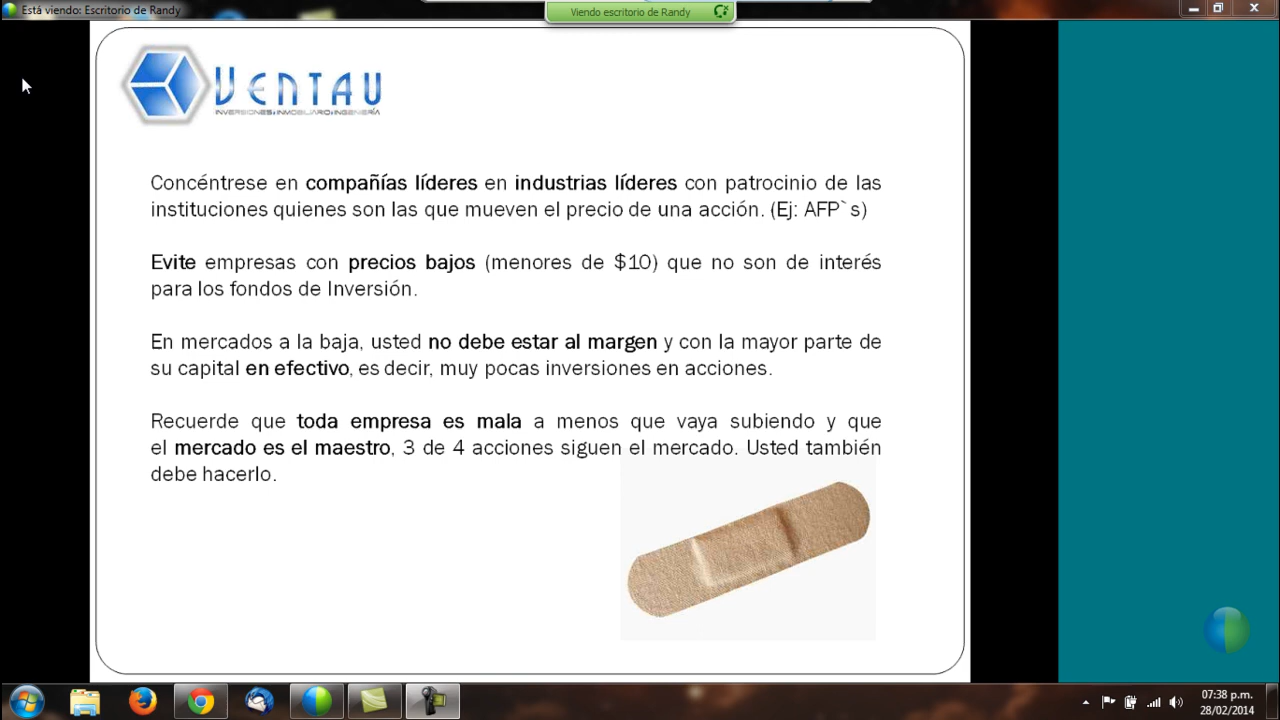 Está viendo: Escritorio de Randy
Viendo escritorio de Randy
VENTAU
INVERSIONES·INMOBILIARIO·INGENIERÍA
Concéntrese en compañías líderes en industrias líderes con patrocinio de las
instituciones quienes son las que mueven el precio de una acción. (Ej: AFP`s)
Evite empresas con precios bajos (menores de $10) que no son de interés
para los fondos de Inversión.
En mercados a la baja, usted no debe estar al margen y con la mayor parte de
su capital en efectivo, es decir, muy pocas inversiones en acciones.
Recuerde que toda empresa es mala a menos que vaya subiendo y que
el mercado es el maestro, 3 de 4 acciones siguen el mercado. Usted también
debe hacerlo.
07:38 p.m.
28/02/2014